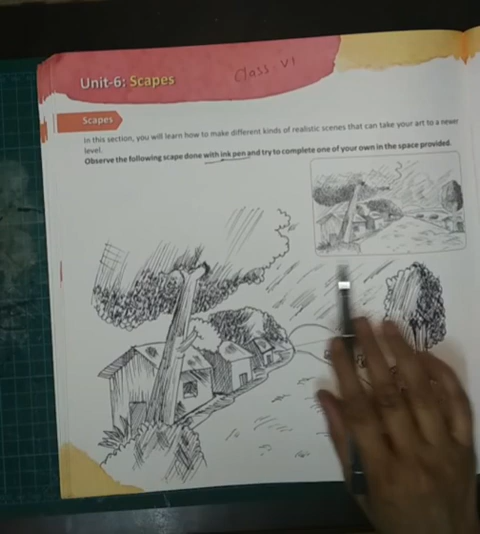 Unit-6: Scapes
Class-VI
Scapes
In this section, you will learn how to make different kinds of realistic scenes that can take your art to a newer
level.
Observe the following scape done with ink pen and try to complete one of your own in the space provided.